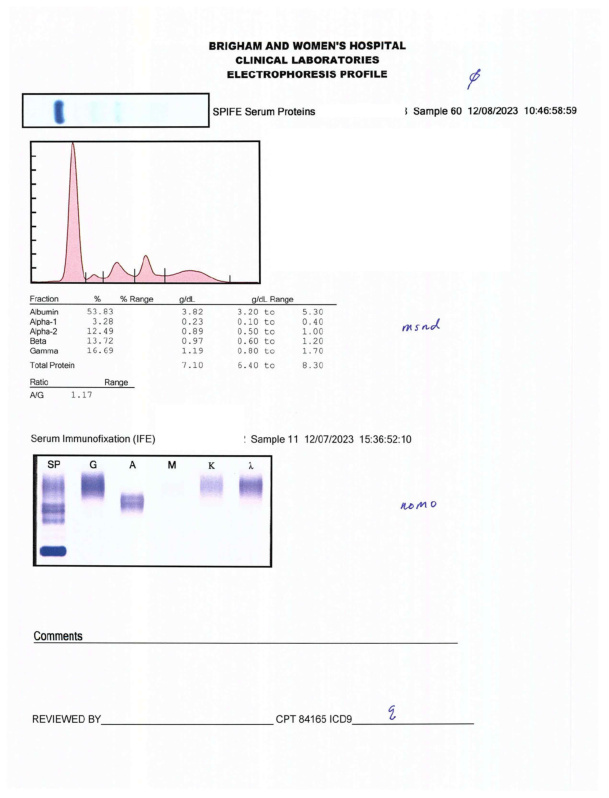 BRIGHAM AND WOMEN'S HOSPITAL
CLINICAL LABORATORIES
ELECTROPHORESIS PROFILE
SPIFE Serum Proteins Sample 60 12/08/2023 10:46:58:59
Fraction % % Range g/dL g/dL Range
Albumin 53.83 3.82 3.20 to 5.30
Alpha-1 3.28 0.23 0.10 to 0.40
Alpha-2 12.49 0.89 0.50 to 1.00
Beta 13.72 0.97 0.60 to 1.20
Gamma 16.69 1.19 0.80 to 1.70
msnd
Total Protein 7.10 6.40 to 8.30
Ratio Range
A/G 1.17
Serum Immunofixation (IFE) Sample 11 12/07/2023 15:36:52:10
SP G A M K λ
nomo
Comments
REVIEWED BY CPT 84165 ICD9